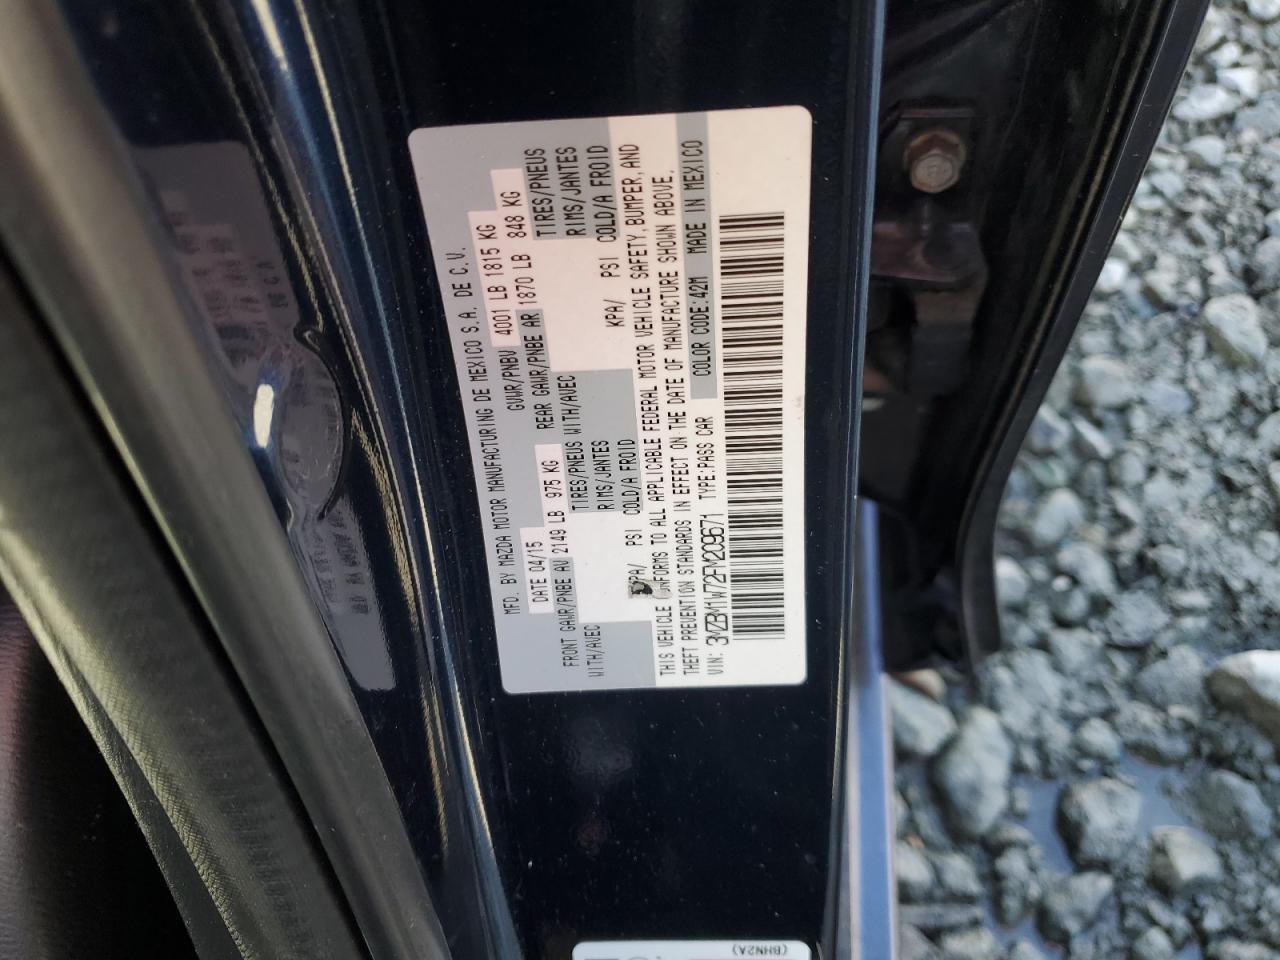 MFD. BY MAZDA MOTOR MANUFACTURING DE MEXICO S.A. DE C.V.
DATE 04/15 GVWR/PNBV 4001 LB 1815 KG
FRONT GAWR/PNBE AV 2149 LB 975 KG REAR GAWR/PNBE AR 1870 LB 848 KG
WITH/AVEC TIRES/PNEUS WITH/AVEC TIRES/PNEUS
RIMS/JANTES RIMS/JANTES
KPA/ PSI COLD/A FROID KPA/ PSI COLD/A FROID
THIS VEHICLE CONFORMS TO ALL APPLICABLE FEDERAL MOTOR VEHICLE SAFETY, BUMPER, AND
THEFT PREVENTION STANDARDS IN EFFECT ON THE DATE OF MANUFACTURE SHOWN ABOVE.
VIN: 3MZBM1W72FM209671 TYPE: PASS CAR COLOR CODE: 42M MADE IN MEXICO
(BHN2A)